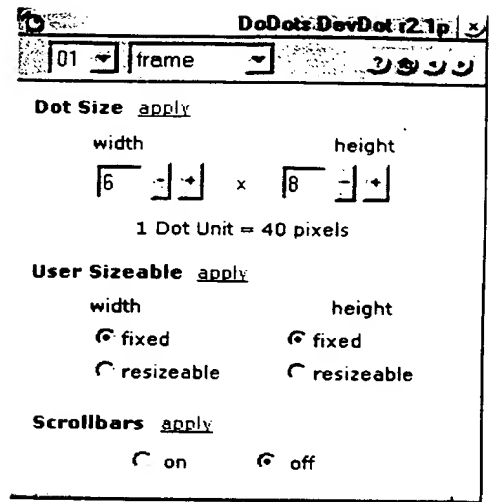 DoDots DevDot r2.1p ×
01 frame ?
Dot Size apply
width height
6 - + x 8 - +
1 Dot Unit = 40 pixels
User Sizeable apply
width height
fixed fixed
resizeable resizeable
Scrollbars apply
on off